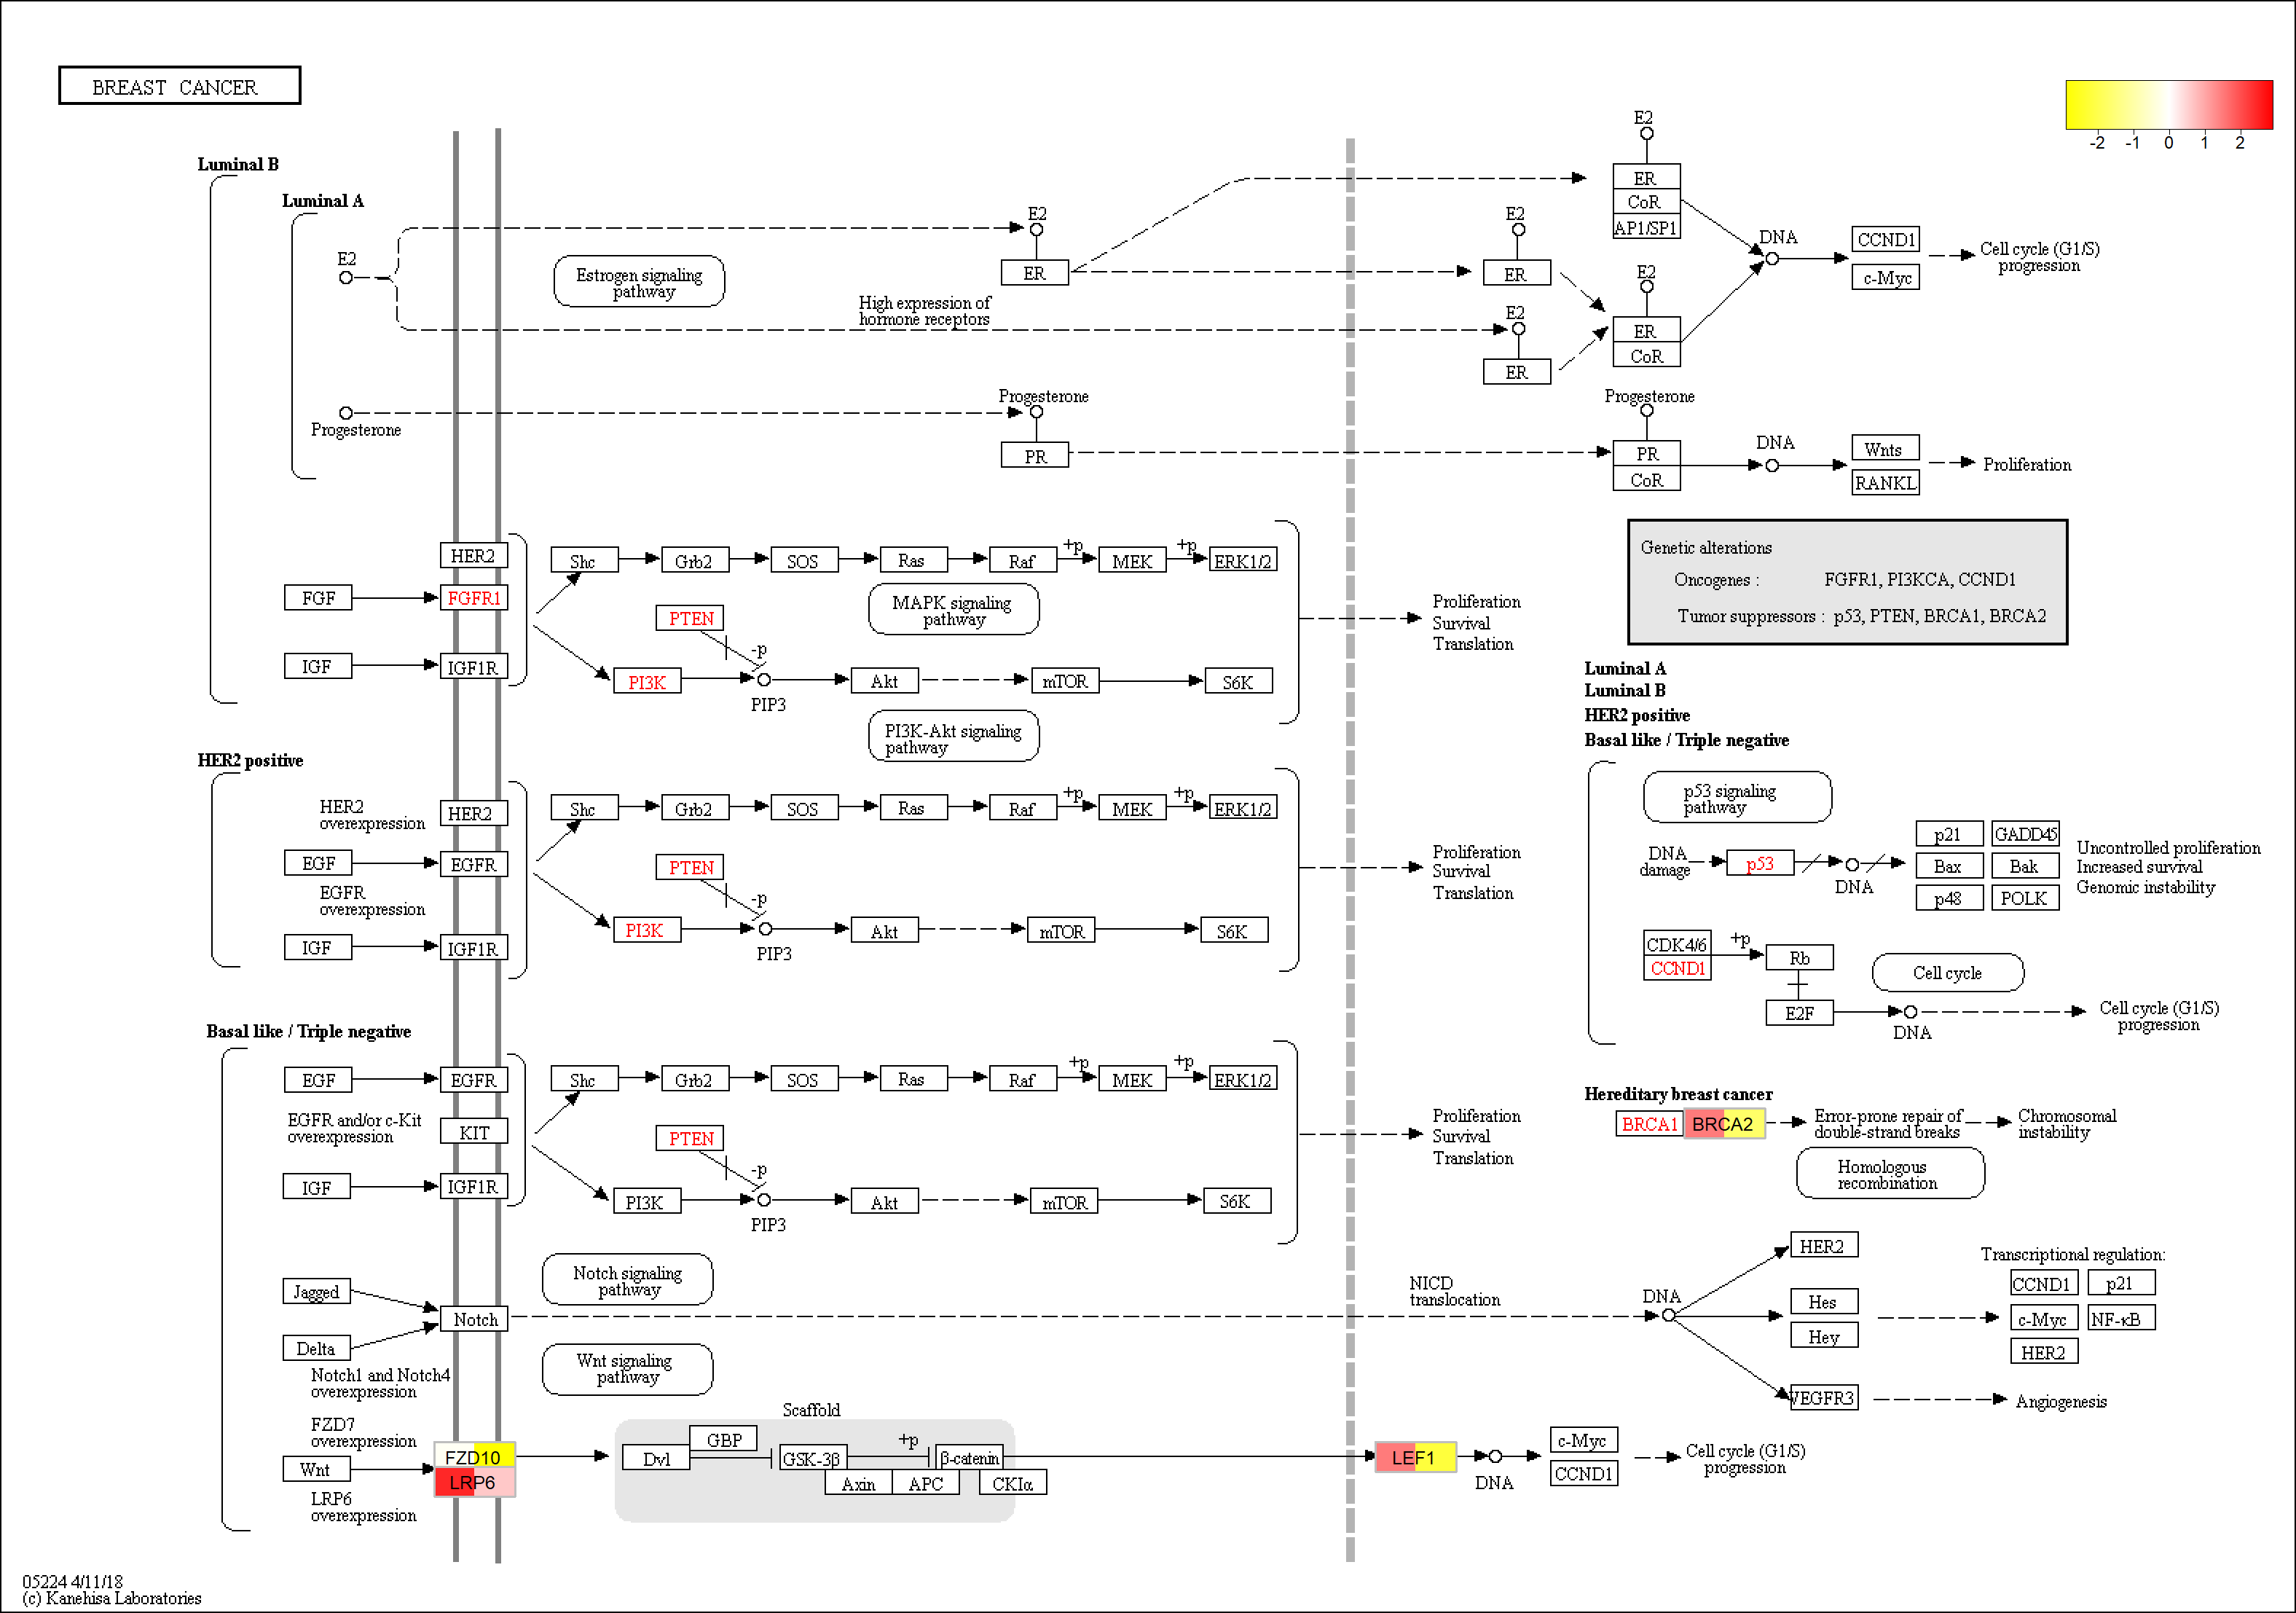 BREAST CANCER
-2 -1 0 1 2
Luminal B
Luminal A
E2
Estrogen signaling
pathway
High expression of
hormone receptors
E2
ER
E2
ER
E2
ER
E2
ER
CoR
AP1/SP1
E2
ER
CoR
DNA
CCND1
c-Myc
Cell cycle (G1/S)
progression
Progesterone
Progesterone
PR
Progesterone
PR
CoR
DNA
Wnts
RANKL
Proliferation
HER2
FGF
FGFR1
IGF
IGF1R
Shc
Grb2
SOS
Ras
Raf
+p
MEK
+p
ERK1/2
MAPK signaling
pathway
PTEN
-p
PI3K
PIP3
Akt
mTOR
S6K
PI3K-Akt signaling
pathway
Proliferation
Survival
Translation
Genetic alterations
Oncogenes : FGFR1, PI3KCA, CCND1
Tumor suppressors : p53, PTEN, BRCA1, BRCA2
HER2 positive
HER2
overexpression
HER2
EGF
EGFR
EGFR
overexpression
IGF
IGF1R
Shc
Grb2
SOS
Ras
Raf
+p
MEK
+p
ERK1/2
PTEN
-p
PI3K
PIP3
Akt
mTOR
S6K
Proliferation
Survival
Translation
Luminal A
Luminal B
HER2 positive
Basal like / Triple negative
p53 signaling
pathway
DNA
damage
p53
DNA
p21
GADD45
Bax
Bak
p48
POLK
Uncontrolled proliferation
Increased survival
Genomic instability
CDK4/6
CCND1
+p
Rb
E2F
Cell cycle
DNA
Cell cycle (G1/S)
progression
Basal like / Triple negative
EGF
EGFR
EGFR and/or c-Kit
overexpression
KIT
IGF
IGF1R
Shc
Grb2
SOS
Ras
Raf
+p
MEK
+p
ERK1/2
PTEN
-p
PI3K
PIP3
Akt
mTOR
S6K
Proliferation
Survival
Translation
Hereditary breast cancer
BRCA1
BRCA2
Error-prone repair of
double-strand breaks
Chromosomal
instability
Homologous
recombination
Notch signaling
pathway
Jagged
Delta
Notch
Notch1 and Notch4
overexpression
NICD
translocation
DNA
HER2
Hes
Hey
VEGFR3
Transcriptional regulation:
CCND1
p21
c-Myc
NF-κB
HER2
Angiogenesis
Wnt signaling
pathway
FZD7
overexpression
Wnt
LRP6
overexpression
FZD10
LRP6
Scaffold
Dvl
GBP
GSK-3β
+p
β-catenin
Axin
APC
CKIα
LEF1
DNA
c-Myc
CCND1
Cell cycle (G1/S)
progression
05224 4/11/18
(c) Kanehisa Laboratories